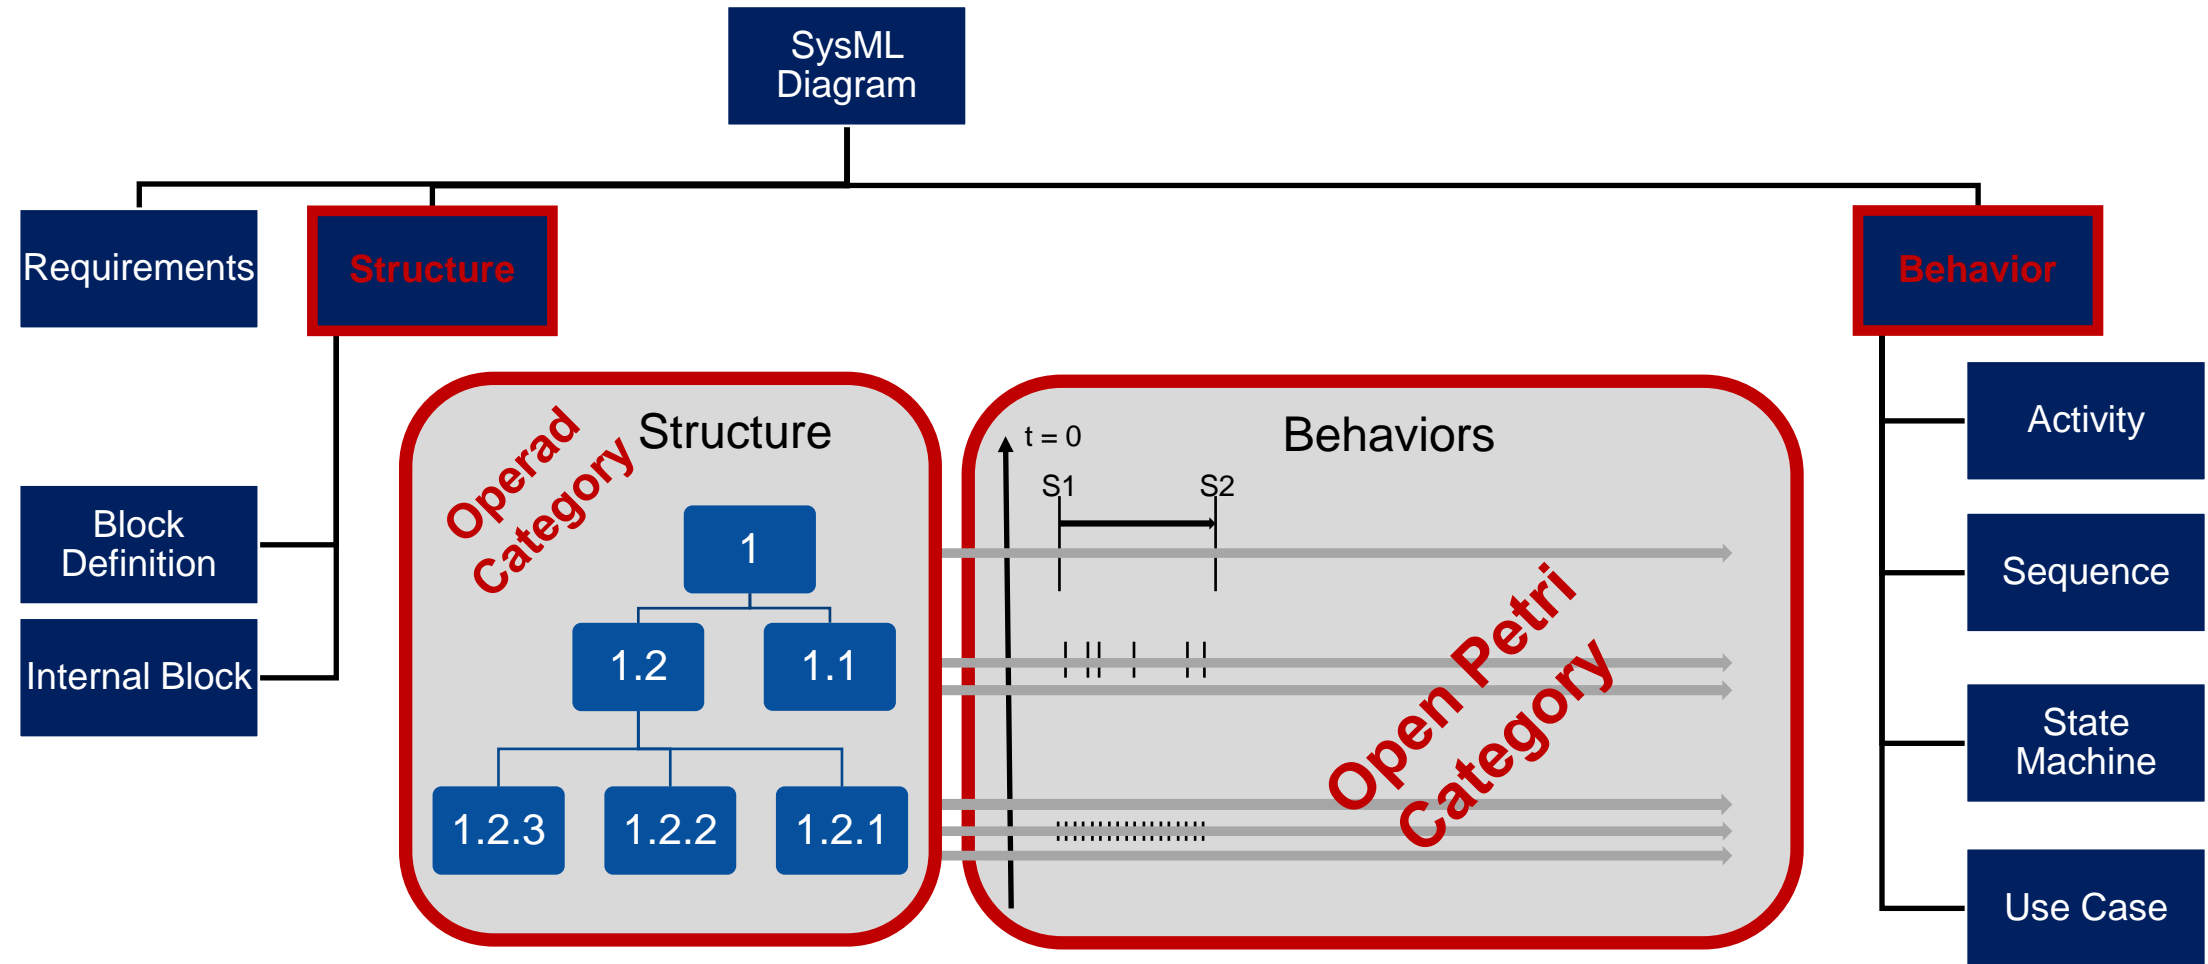 SysML
Diagram
Requirements
Structure
Behavior
Block
Definition
Internal Block
Operad
Category
Structure
1
1.2
1.1
1.2.3
1.2.2
1.2.1
Behaviors
t = 0
S1
S2
Open Petri
Category
Activity
Sequence
State
Machine
Use Case